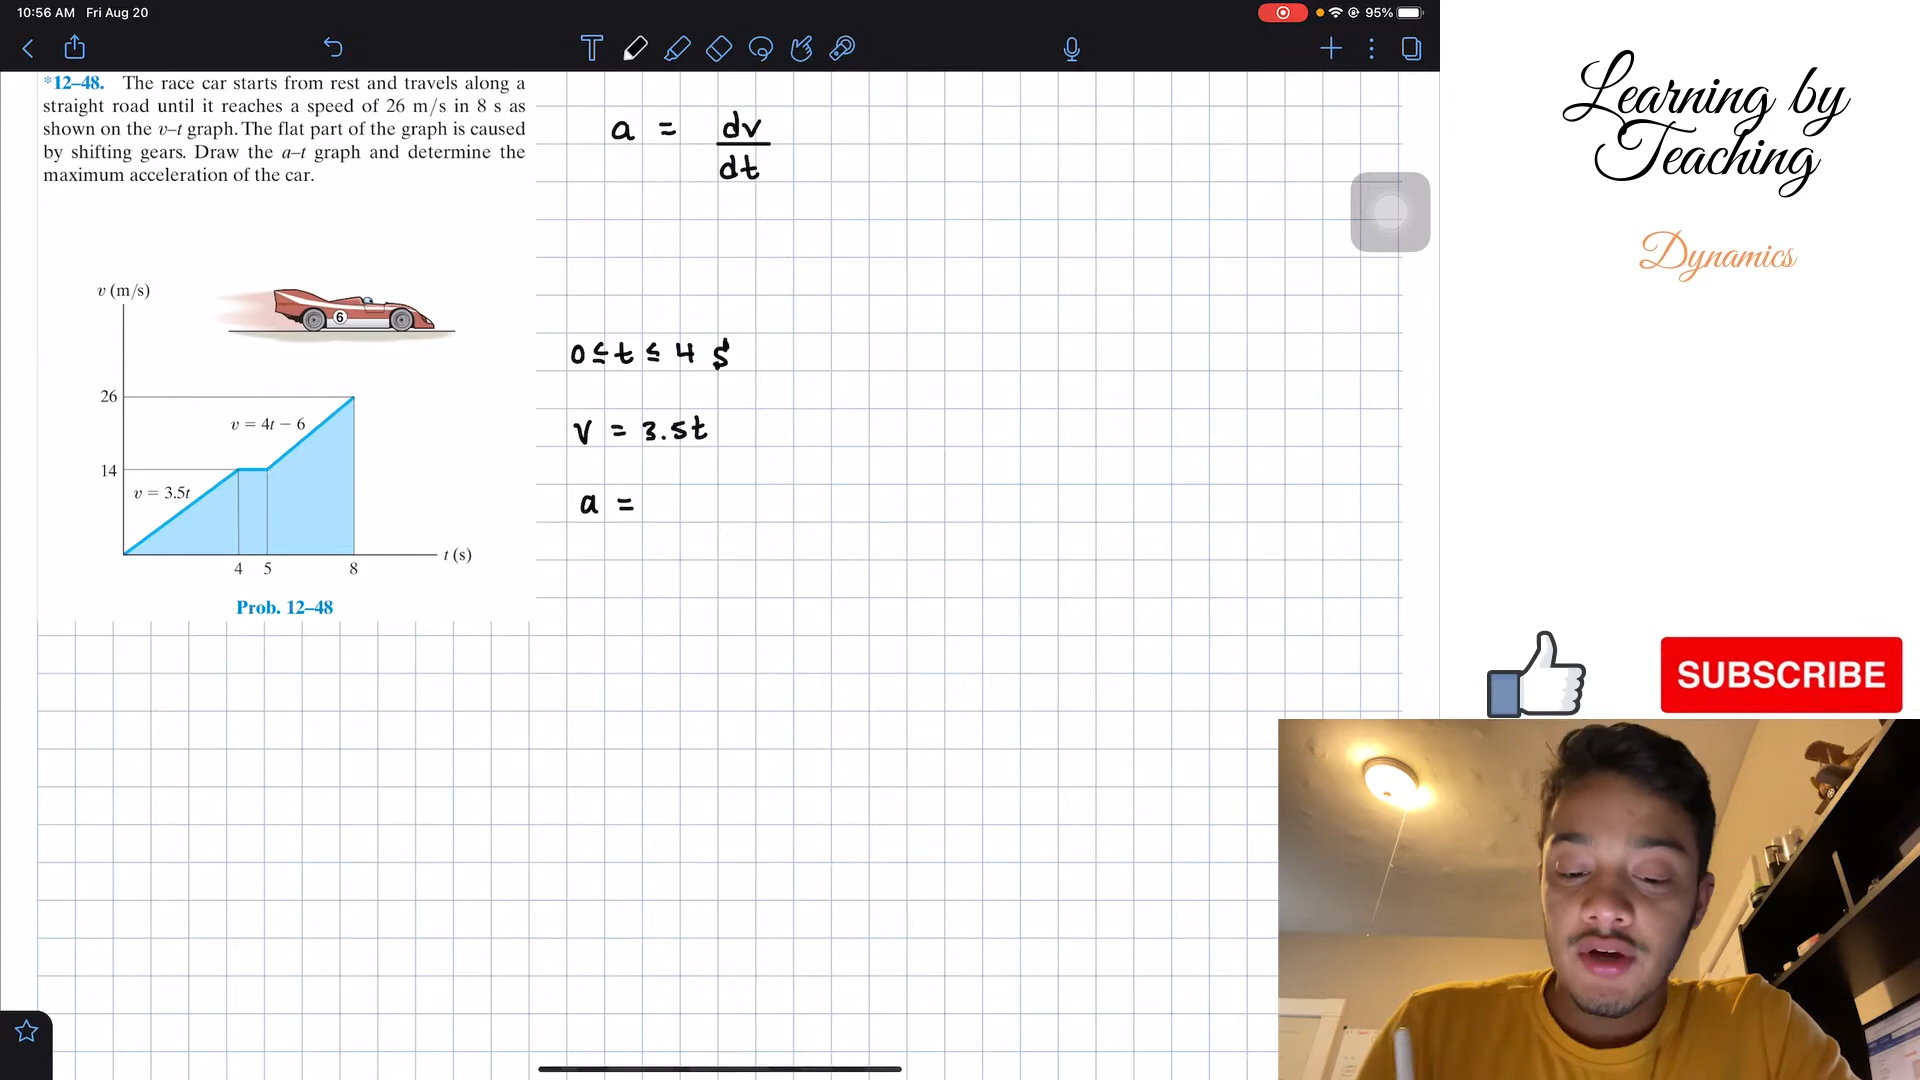 10:56 AM Fri Aug 20
95%
*12–48. The race car starts from rest and travels along a
straight road until it reaches a speed of 26 m/s in 8 s as
shown on the v–t graph. The flat part of the graph is caused
by shifting gears. Draw the a–t graph and determine the
maximum acceleration of the car.
v (m/s)
6
26
v = 4t − 6
14
v = 3.5t
t (s)
4 5 8
Prob. 12–48
a = dv
dt
0 ≤ t ≤ 4 s
v = 3.5t
a =
Learning by
Teaching
Dynamics
SUBSCRIBE